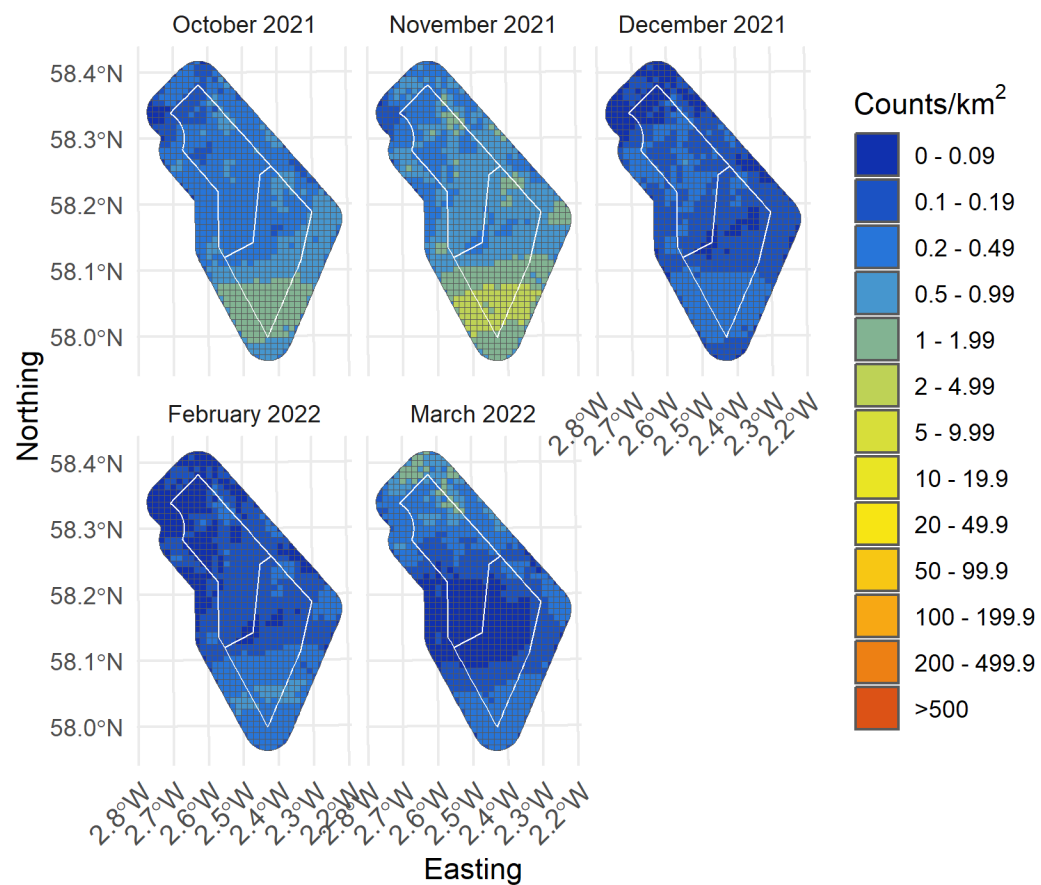 October 2021
November 2021
December 2021
58.4°N
58.3°N
58.2°N
58.1°N
58.0°N
2.8°W
2.7°W
2.6°W
2.5°W
2.4°W
2.3°W
2.2°W
February 2022
March 2022
58.4°N
58.3°N
58.2°N
58.1°N
58.0°N
2.8°W
2.7°W
2.6°W
2.5°W
2.4°W
2.3°W
2.2°W
2.8°W
2.7°W
2.6°W
2.5°W
2.4°W
2.3°W
2.2°W
Northing
Easting
Counts/km²
0 - 0.09
0.1 - 0.19
0.2 - 0.49
0.5 - 0.99
1 - 1.99
2 - 4.99
5 - 9.99
10 - 19.9
20 - 49.9
50 - 99.9
100 - 199.9
200 - 499.9
>500